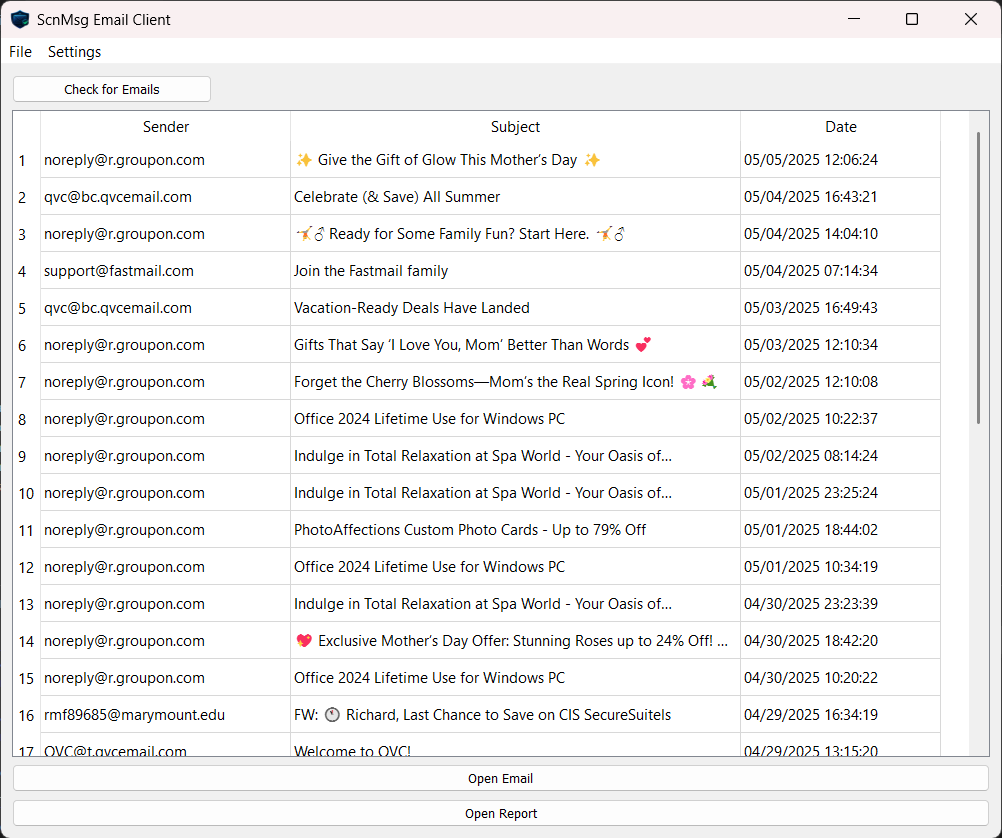 ScnMsg Email Client
File Settings
Check for Emails
Sender Subject Date
1 noreply@r.groupon.com ✨ Give the Gift of Glow This Mother's Day ✨ 05/05/2025 12:06:24
2 qvc@bc.qvcemail.com Celebrate (& Save) All Summer 05/04/2025 16:43:21
3 noreply@r.groupon.com 🤸♂ Ready for Some Family Fun? Start Here. 🤸♂ 05/04/2025 14:04:10
4 support@fastmail.com Join the Fastmail family 05/04/2025 07:14:34
5 qvc@bc.qvcemail.com Vacation-Ready Deals Have Landed 05/03/2025 16:49:43
6 noreply@r.groupon.com Gifts That Say ‘I Love You, Mom’ Better Than Words 💕 05/03/2025 12:10:34
7 noreply@r.groupon.com Forget the Cherry Blossoms—Mom's the Real Spring Icon! 🌸 💐 05/02/2025 12:10:08
8 noreply@r.groupon.com Office 2024 Lifetime Use for Windows PC 05/02/2025 10:22:37
9 noreply@r.groupon.com Indulge in Total Relaxation at Spa World - Your Oasis of... 05/02/2025 08:14:24
10 noreply@r.groupon.com Indulge in Total Relaxation at Spa World - Your Oasis of... 05/01/2025 23:25:24
11 noreply@r.groupon.com PhotoAffections Custom Photo Cards - Up to 79% Off 05/01/2025 18:44:02
12 noreply@r.groupon.com Office 2024 Lifetime Use for Windows PC 05/01/2025 10:34:19
13 noreply@r.groupon.com Indulge in Total Relaxation at Spa World - Your Oasis of... 04/30/2025 23:23:39
14 noreply@r.groupon.com 💖 Exclusive Mother's Day Offer: Stunning Roses up to 24% Off! ... 04/30/2025 18:42:20
15 noreply@r.groupon.com Office 2024 Lifetime Use for Windows PC 04/30/2025 10:20:22
16 rmf89685@marymount.edu FW: ⏱ Richard, Last Chance to Save on CIS SecureSuitels 04/29/2025 16:34:19
17 QVC@t.qvcemail.com Welcome to QVC! 04/29/2025 13:15:20
Open Email
Open Report